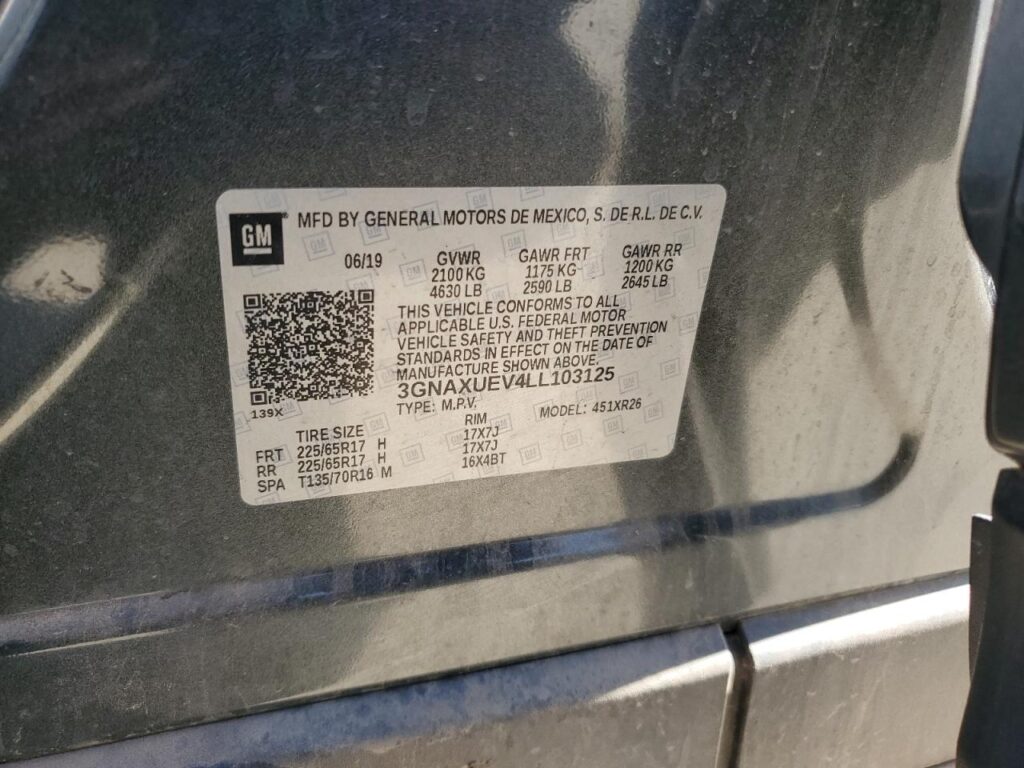 GM MFD BY GENERAL MOTORS DE MEXICO, S. DE R.L. DE C.V.
06/19 GVWR GAWR FRT GAWR RR
2100 KG 1175 KG 1200 KG
4630 LB 2590 LB 2645 LB
THIS VEHICLE CONFORMS TO ALL
APPLICABLE U.S. FEDERAL MOTOR
VEHICLE SAFETY AND THEFT PREVENTION
STANDARDS IN EFFECT ON THE DATE OF
MANUFACTURE SHOWN ABOVE.
3GNAXUEV4LL103125
139X
TYPE: M.P.V. MODEL: 451XR26
TIRE SIZE RIM
FRT 225/65R17 H 17X7J
RR 225/65R17 H 17X7J
SPA T135/70R16 M 16X4BT